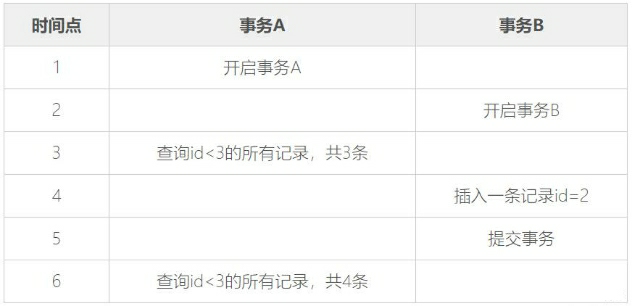 时间点 事务A 事务B
1 开启事务A
2 开启事务B
3 查询id<3的所有记录，共3条
4 插入一条记录id=2
5 提交事务
6 查询id<3的所有记录，共4条